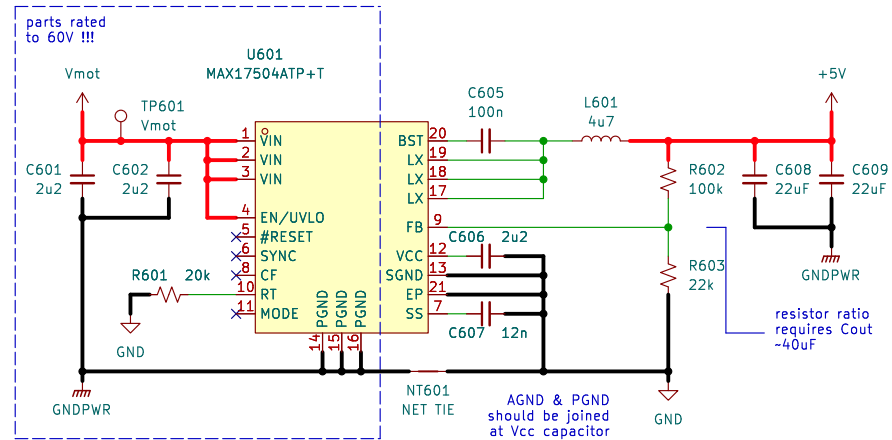 parts rated
to 60V !!!
U601
MAX17504ATP+T
Vmot
TP601
Vmot
C601
2u2
C602
2u2
1 VIN
2 VIN
3 VIN
4 EN/UVLO
5 #RESET
6 SYNC
8 CF
10 RT
11 MODE
BST 20
LX 19
LX 18
LX 17
FB 9
VCC 12
SGND 13
EP 21
SS 7
PGND 14
PGND 15
PGND 16
R601 20k
GND
GNDPWR
C605
100n
L601
4u7
+5V
R602
100k
C608
22uF
C609
22uF
GNDPWR
C606 2u2
C607 12n
R603
22k
resistor ratio
requires Cout
~40uF
NT601
NET TIE
AGND & PGND
should be joined
at Vcc capacitor
GND